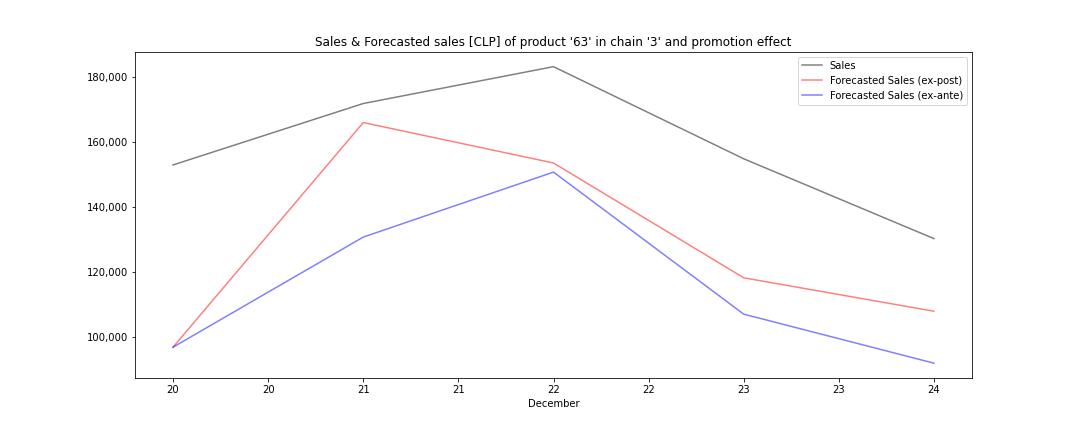 Sales & Forecasted sales [CLP] of product '63' in chain '3' and promotion effect
Sales
Forecasted Sales (ex-post)
Forecasted Sales (ex-ante)
180,000
160,000
140,000
120,000
100,000
20 20 21 21 22 22 23 23 24
December